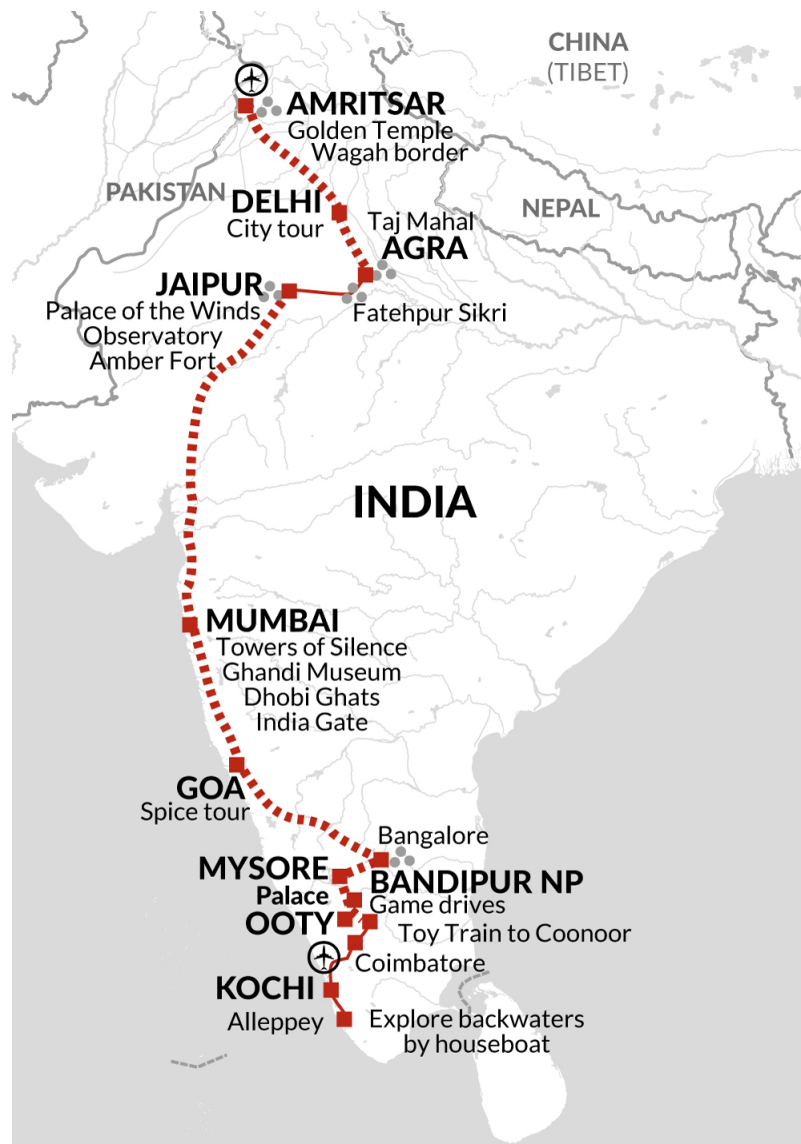 CHINA
(TIBET)
AMRITSAR
Golden Temple
Wagah border
PAKISTAN
DELHI
City tour
NEPAL
Taj Mahal
AGRA
JAIPUR
Palace of the Winds
Observatory
Amber Fort
Fatehpur Sikri
INDIA
MUMBAI
Towers of Silence
Ghandi Museum
Dhobi Ghats
India Gate
GOA
Spice tour
Bangalore
MYSORE
Palace
BANDIPUR NP
Game drives
OOTY
Toy Train to Coonoor
Coimbatore
KOCHI
Alleppey
Explore backwaters
by houseboat